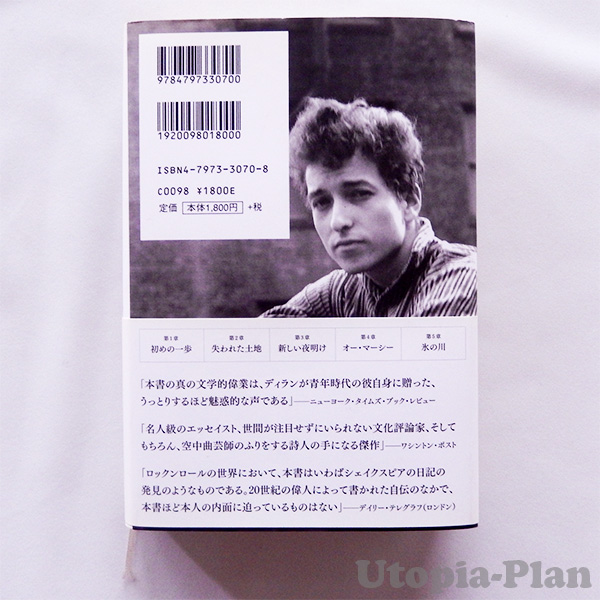 9784797330700
1920098018000
ISBN4-7973-3070-8
C0098 ¥1800E
定価 本体1,800円 +税
第1章 第2章 第3章 第4章 第5章
初めの一歩 失われた土地 新しい夜明け オー・マーシー 氷の川
「本書の真の文学的偉業は、ディランが青年時代の彼自身に贈った、
うっとりするほど魅惑的な声である」——ニューヨーク・タイムズ・ブック・レビュー
「名人級のエッセイスト、世間が注目せずにいられない文化評論家、そして
もちろん、空中曲芸師のふりをする詩人の手になる傑作」——ワシントン・ポスト
「ロックンロールの世界において、本書はいわばシェイクスピアの日記の
発見のようなものである。20世紀の偉人によって書かれた自伝のなかで、
本書ほど本人の内面に迫っているものはない」——デイリー・テレグラフ(ロンドン)
Utopia-Plan